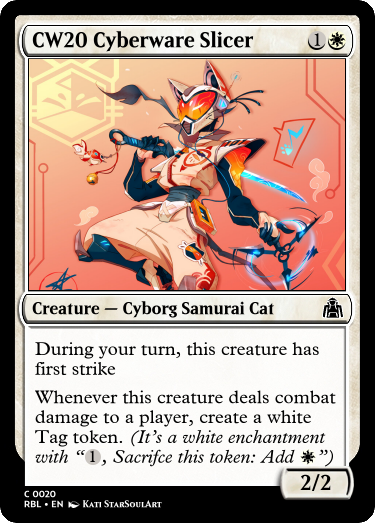 CW20 Cyberware Slicer 1
Creature — Cyborg Samurai Cat
During your turn, this creature has
first strike
Whenever this creature deals combat
damage to a player, create a white
Tag token. (It's a white enchantment
with “1, Sacrifce this token: Add ”)
2/2
C 0020
RBL • EN Kati StarSoulArt